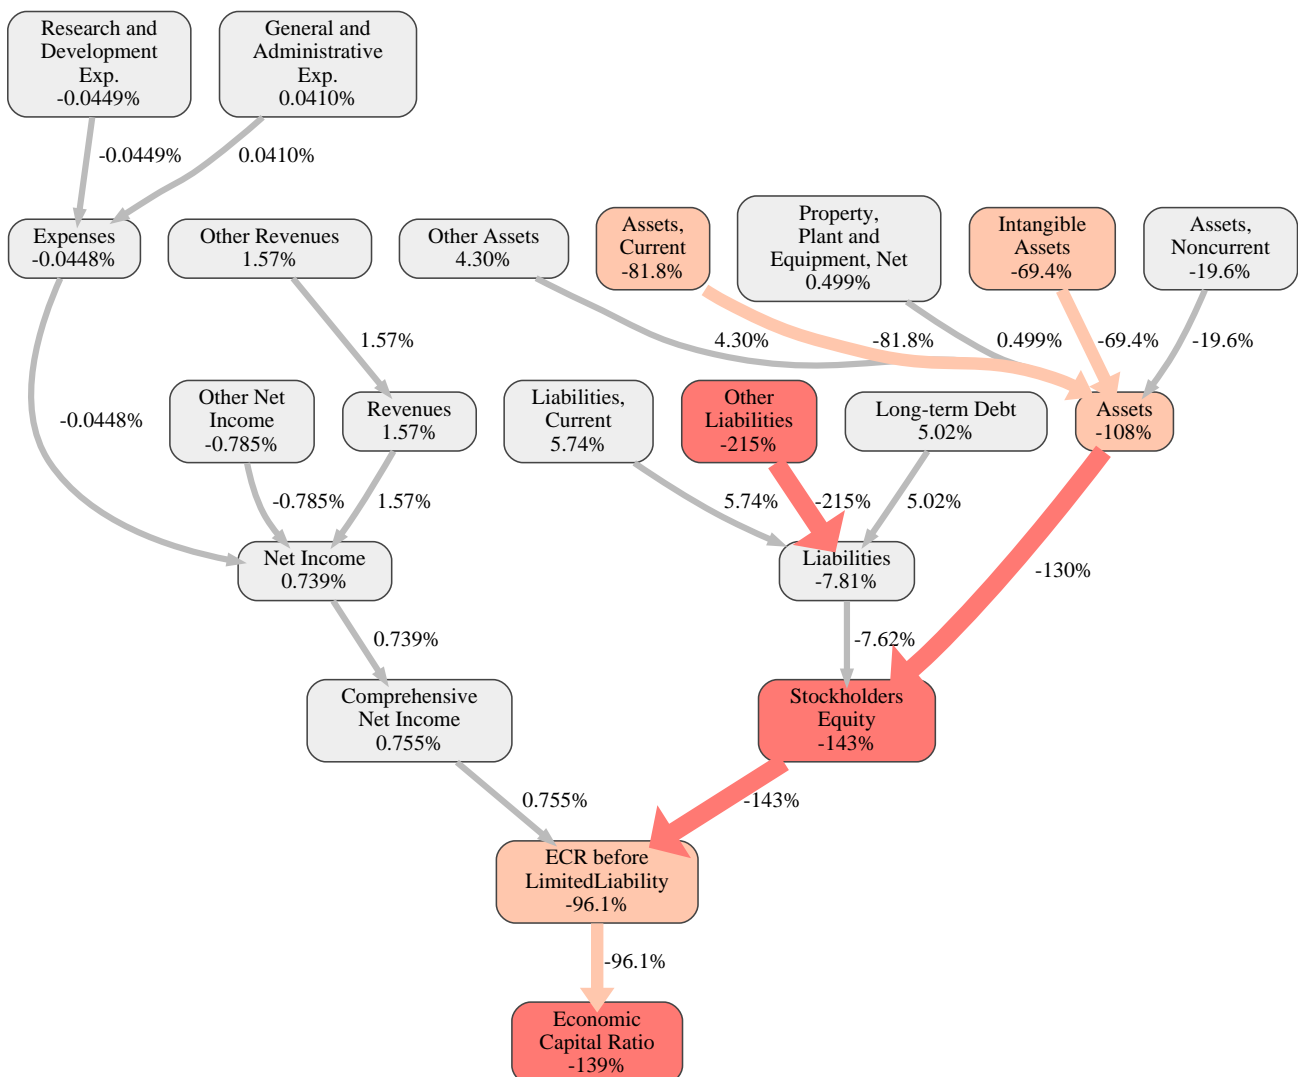 Research and
Development
Exp.
-0.0449%
General and
Administrative
Exp.
0.0410%
-0.0449%
0.0410%
Expenses
-0.0448%
Other Revenues
1.57%
Other Assets
4.30%
Assets,
Current
-81.8%
Property,
Plant and
Equipment, Net
0.499%
Intangible
Assets
-69.4%
Assets,
Noncurrent
-19.6%
1.57%
4.30%
-81.8%
0.499%
-69.4%
-19.6%
-0.0448%
Other Net
Income
-0.785%
Revenues
1.57%
Liabilities,
Current
5.74%
Other
Liabilities
-215%
Long-term Debt
5.02%
Assets
-108%
-0.785%
1.57%
5.74%
-215%
5.02%
Net Income
0.739%
Liabilities
-7.81%
-130%
0.739%
-7.62%
Comprehensive
Net Income
0.755%
Stockholders
Equity
-143%
0.755%
-143%
ECR before
LimitedLiability
-96.1%
-96.1%
Economic
Capital Ratio
-139%